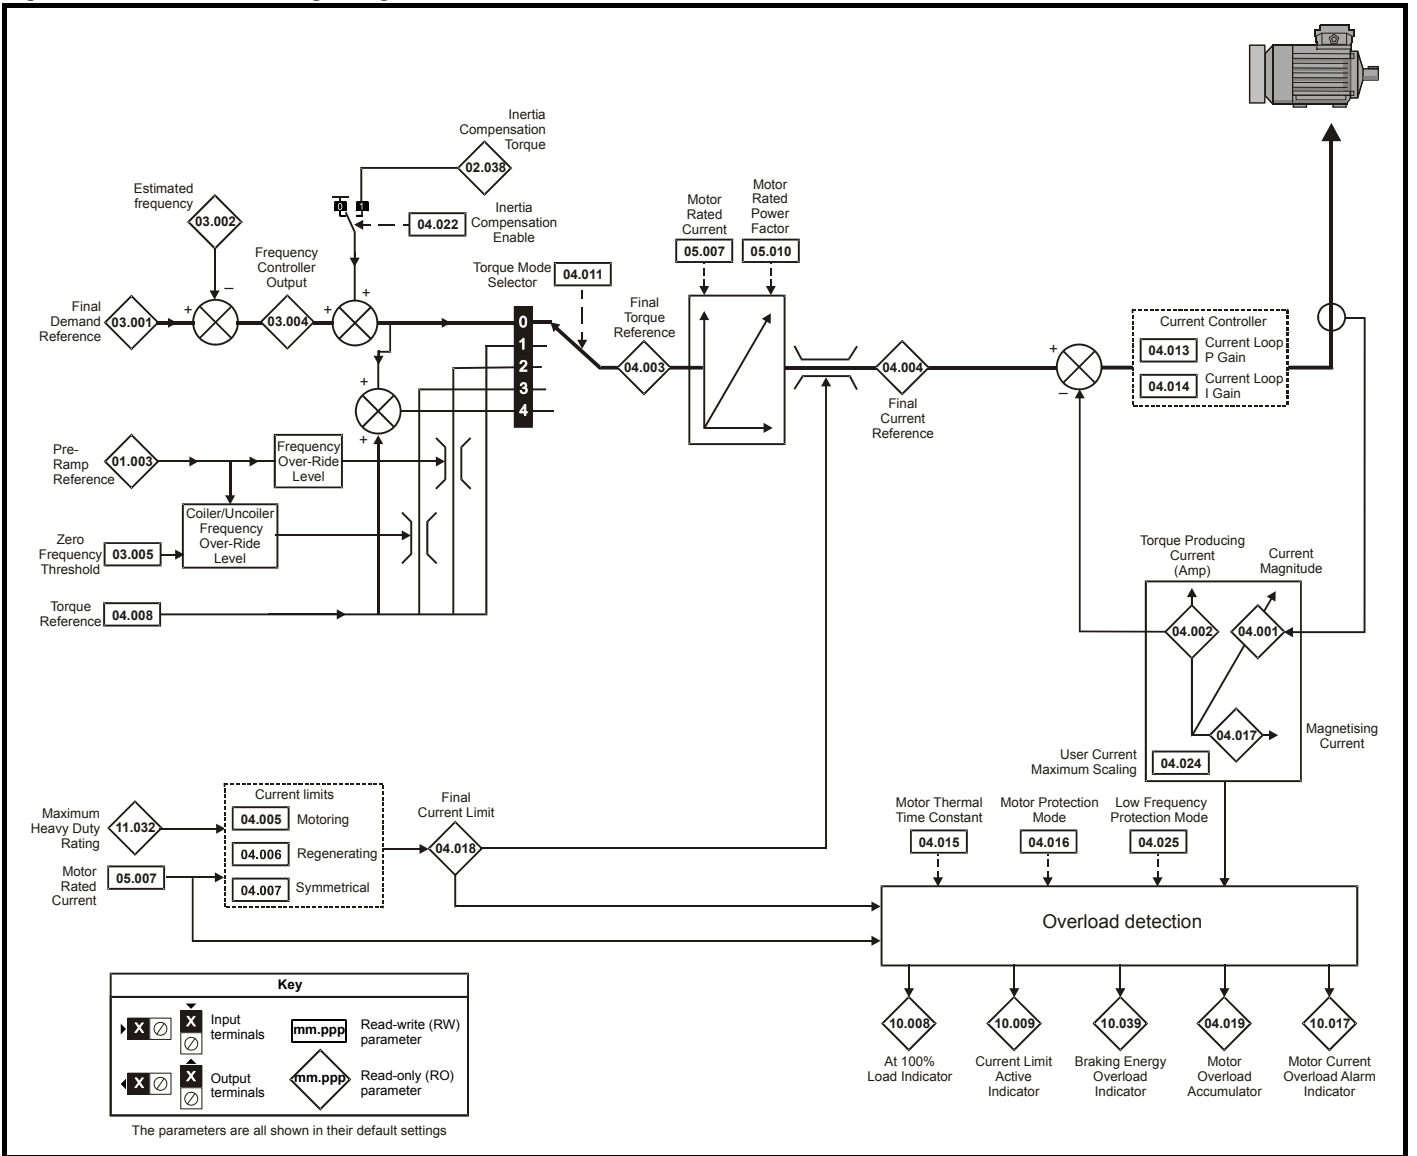 Inertia
Compensation
Torque
02.038
Estimated
frequency
03.002
0
1
04.022
Inertia
Compensation
Enable
Frequency
Controller
Output
Final
Demand
Reference
+
–
03.001
03.004
+
+
Torque Mode
Selector
04.011
0
1
2
3
4
Final
Torque
Reference
04.003
Motor
Rated
Current
05.007
Motor
Rated
Power
Factor
05.010
04.004
Final
Current
Reference
+
–
Current Controller
04.013
Current Loop
P Gain
04.014
Current Loop
I Gain
+
+
Pre-
Ramp
Reference
01.003
Frequency
Over-Ride
Level
Coiler/Uncoiler
Frequency
Over-Ride
Level
Zero
Frequency
Threshold
03.005
Torque
Reference
04.008
Torque Producing
Current
(Amp)
Current
Magnitude
04.002
04.001
04.017
Magnetising
Current
User Current
Maximum Scaling
04.024
Maximum
Heavy Duty
Rating
11.032
Motor
Rated
Current
05.007
Current limits
04.005
Motoring
04.006
Regenerating
04.007
Symmetrical
Final
Current Limit
04.018
Motor Thermal
Time Constant
04.015
Motor Protection
Mode
04.016
Low Frequency
Protection Mode
04.025
Overload detection
10.008
At 100%
Load Indicator
10.009
Current Limit
Active
Indicator
10.039
Braking Energy
Overload
Indicator
04.019
Motor
Overload
Accumulator
10.017
Motor Current
Overload Alarm
Indicator
Key
X
X
Input
terminals
mm.ppp
Read-write (RW)
parameter
X
X
Output
terminals
mm.ppp
Read-only (RO)
parameter
The parameters are all shown in their default settings